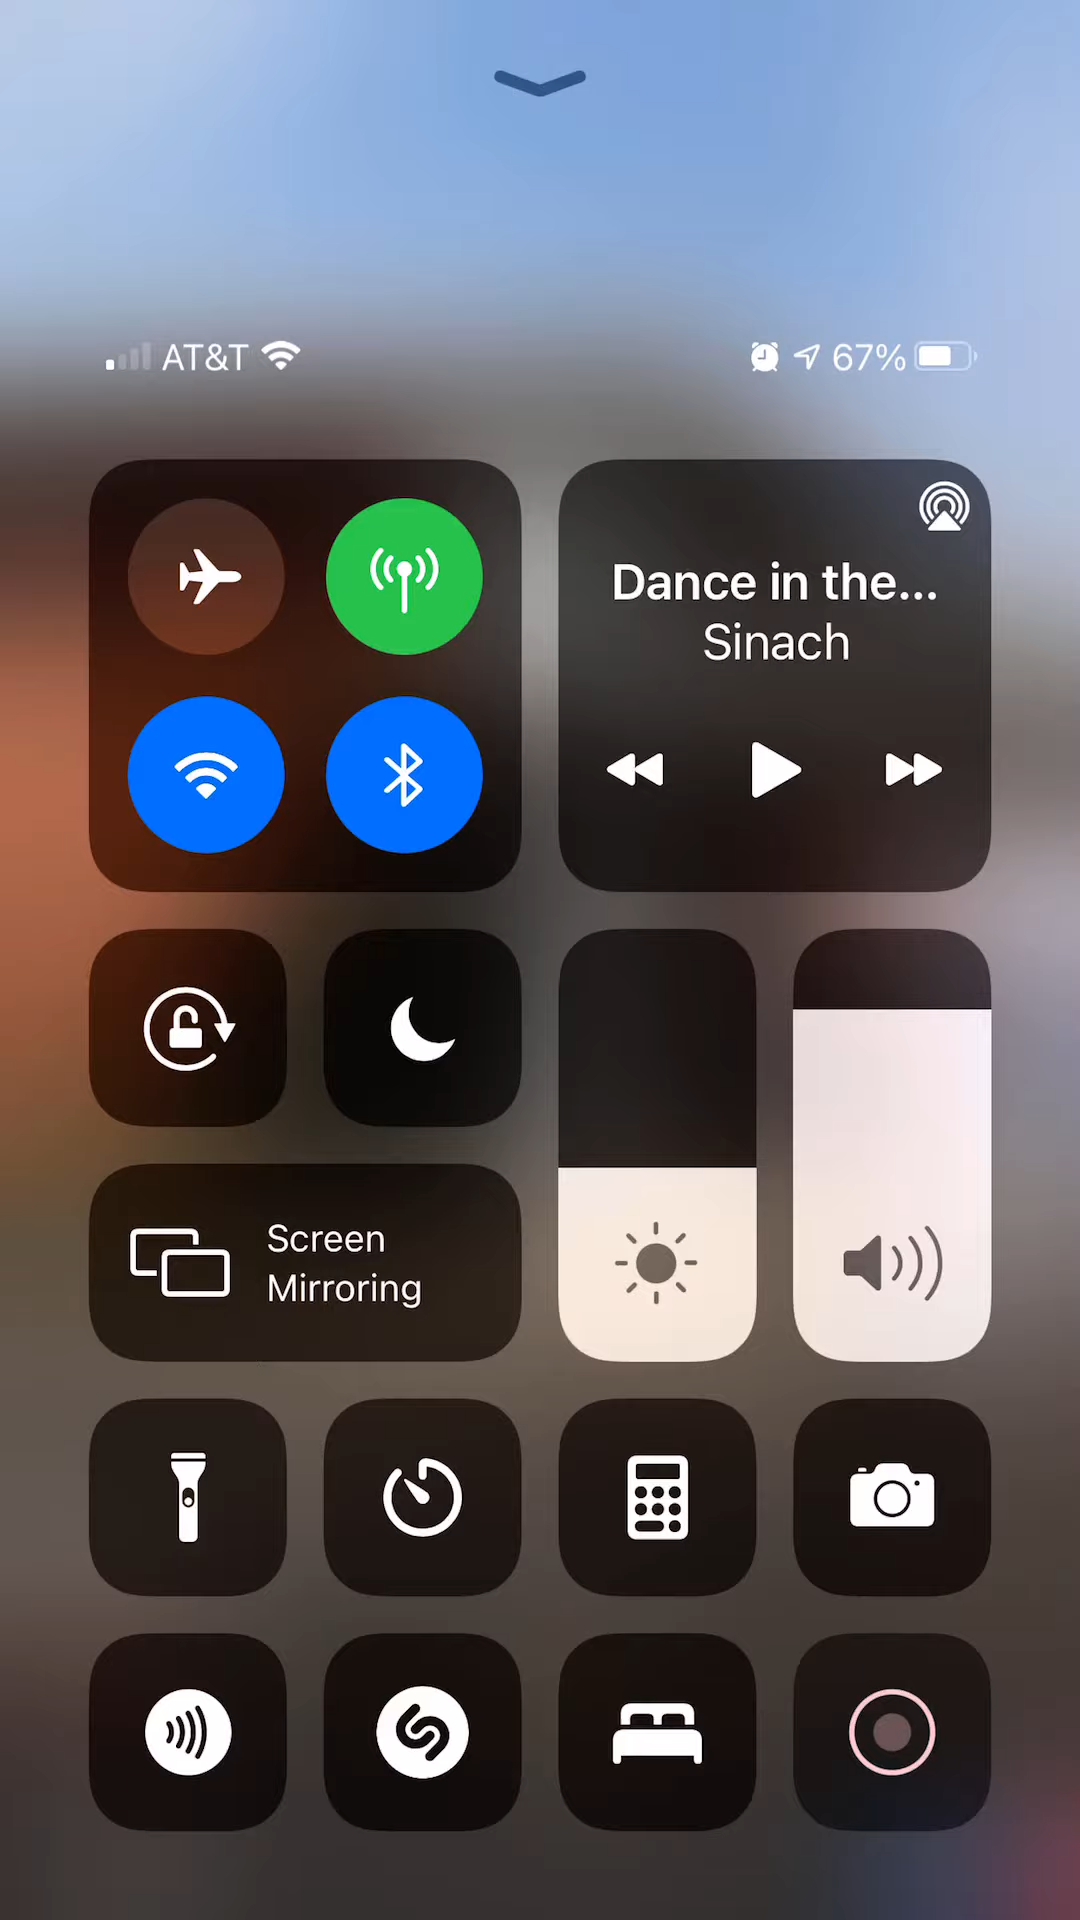 AT&T
67%
Dance in the...
Sinach
Screen
Mirroring